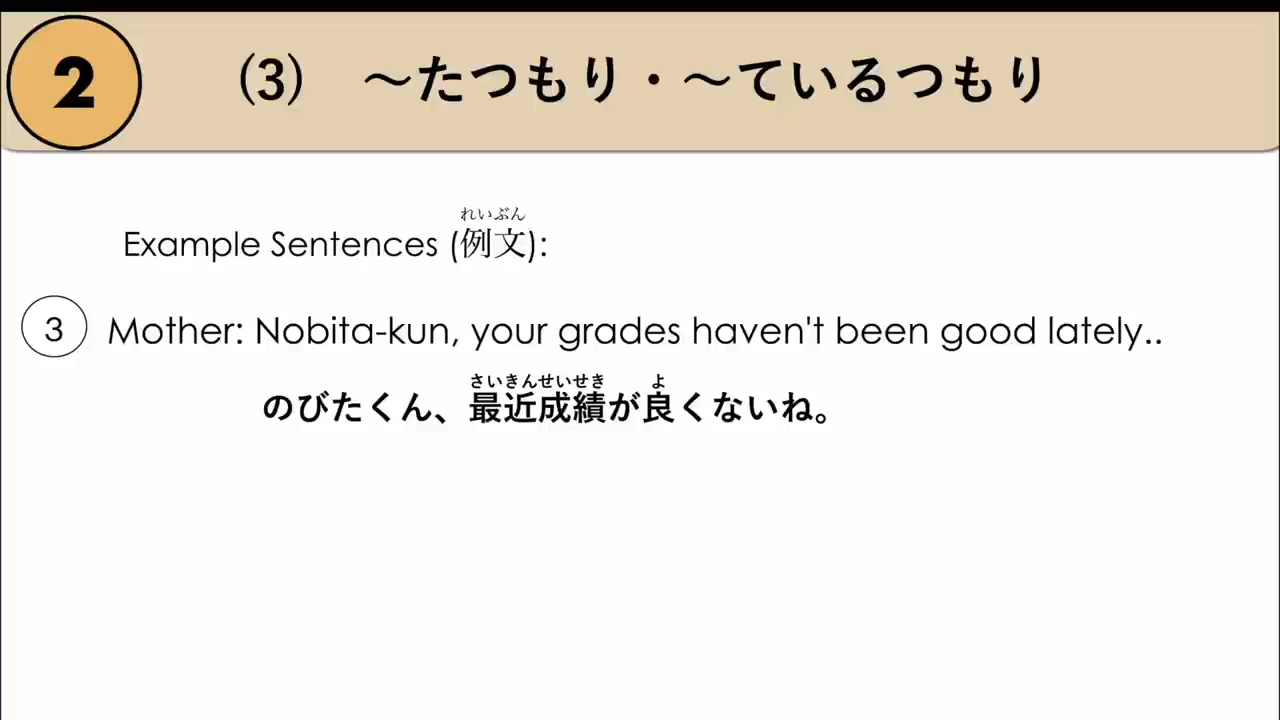 2
(3) ～たつもり・～ているつもり
れいぶん
Example Sentences (例文):
3 Mother: Nobita-kun, your grades haven't been good lately..
さいきんせいせき よ
のびたくん、最近成績が良くないね。